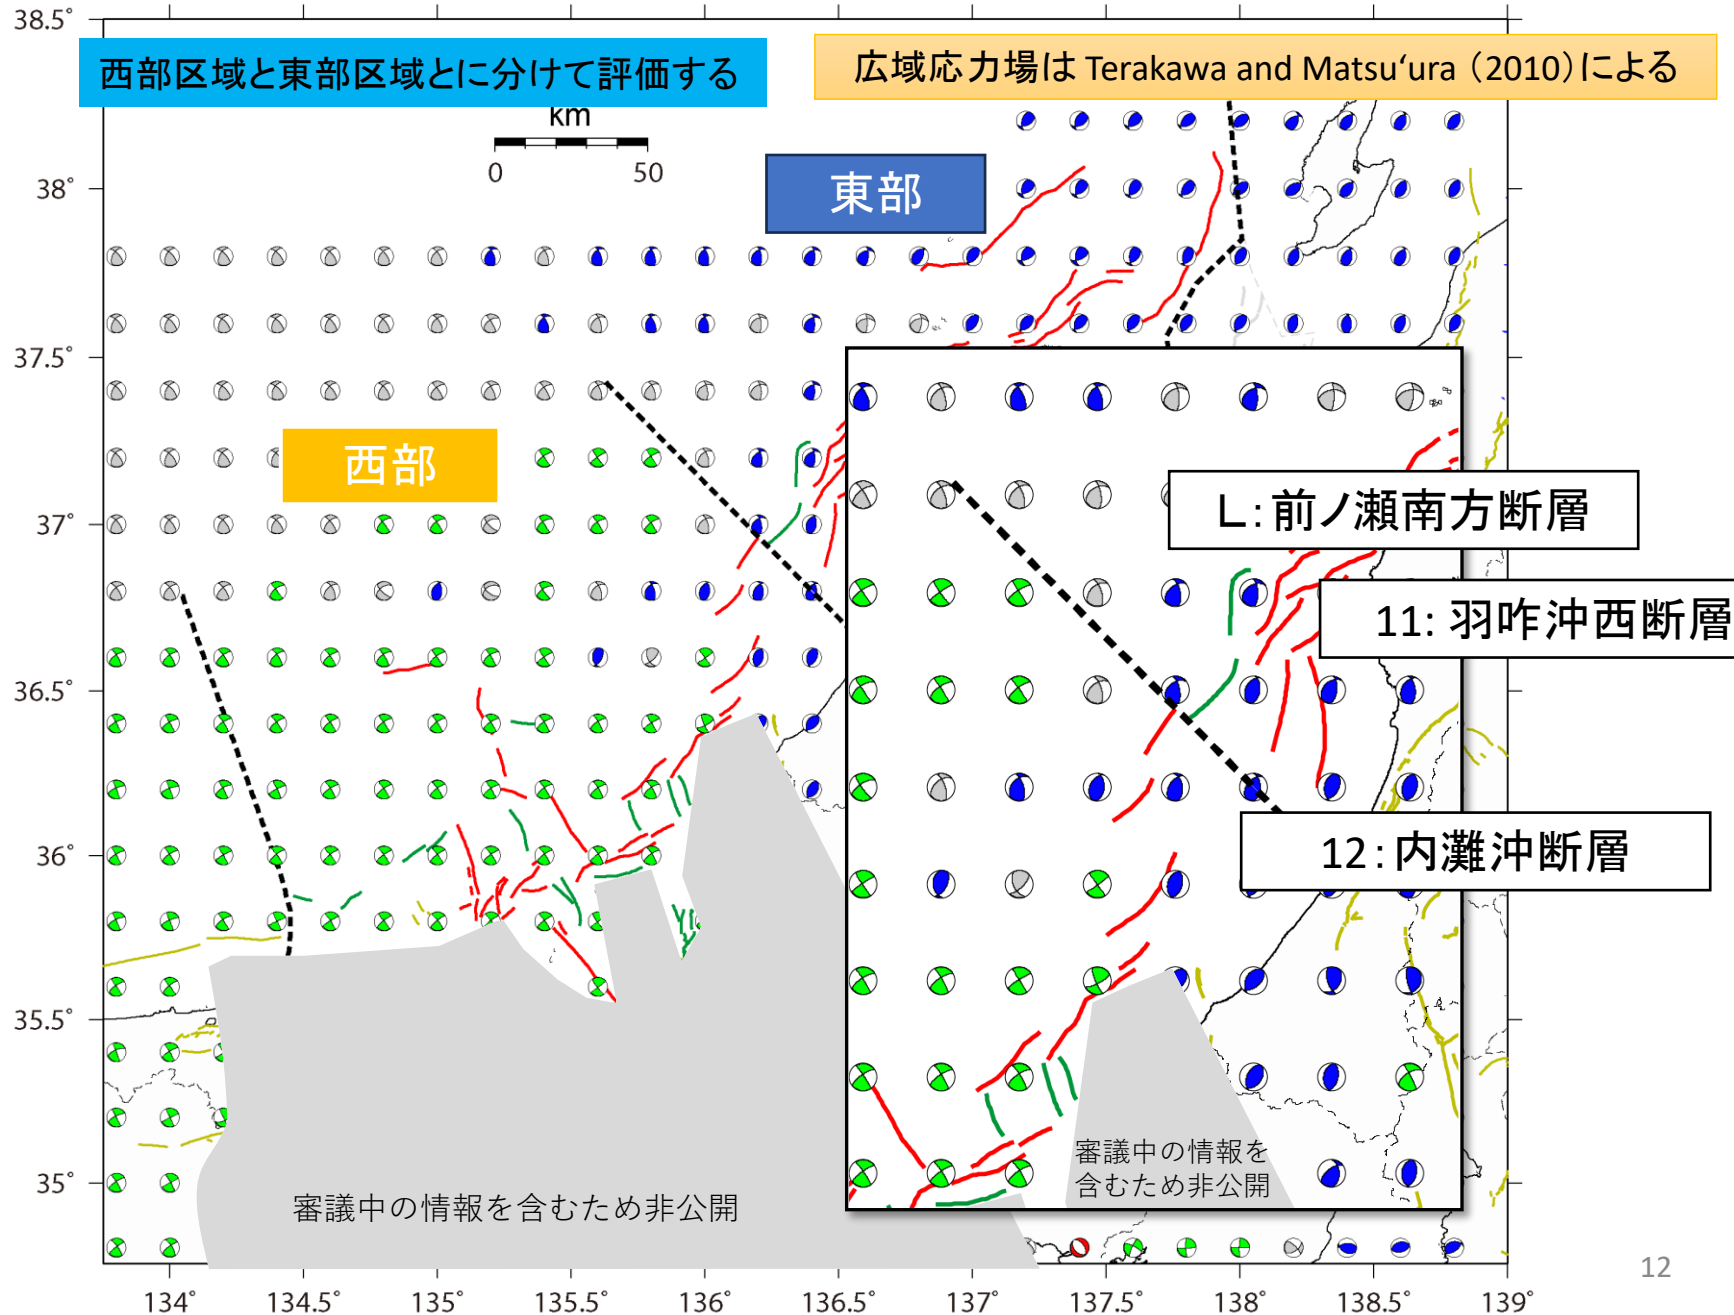 38.5°
西部区域と東部区域とに分けて評価する
広域応力場は Terakawa and Matsu‘ura （2010）による
km
0 50
38°
東部
37.5°
西部
37°
L：前ノ瀬南方断層
11: 羽咋沖西断層
36.5°
12：内灘沖断層
36°
35.5°
審議中の情報を
含むため非公開
35°
審議中の情報を含むため非公開
12
134° 134.5° 135° 135.5° 136° 136.5° 137° 137.5° 138° 138.5° 139°